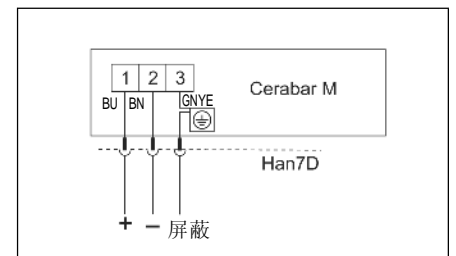 1 2 3
BU BN GNYE
Cerabar M
Han7D
+ − 屏蔽